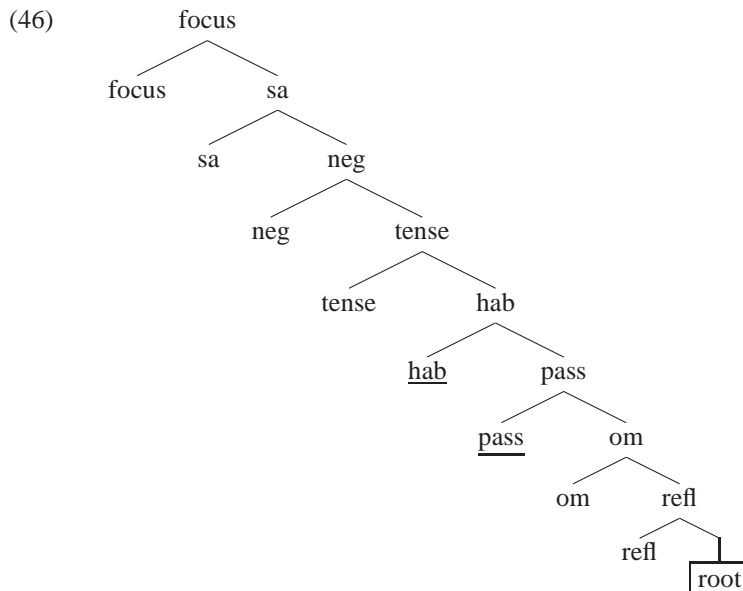 (46) focus
focus sa
sa neg
neg tense
tense hab
hab pass
pass om
om refl
refl
root